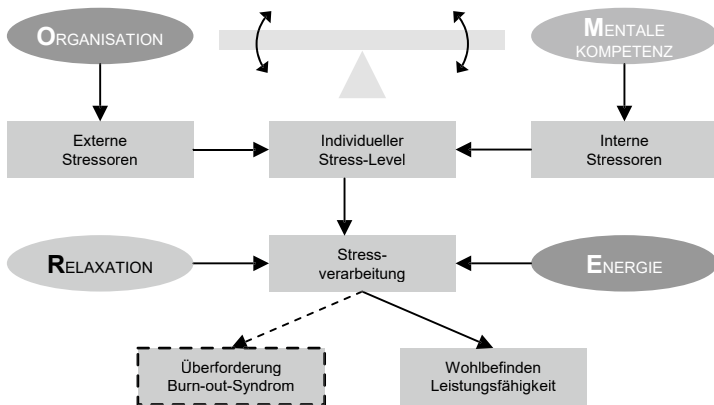 ORGANISATION
MENTALE
KOMPETENZ
Externe
Stressoren
Individueller
Stress-Level
Interne
Stressoren
RELAXATION
Stress-
verarbeitung
ENERGIE
Überforderung
Burn-out-Syndrom
Wohlbefinden
Leistungsfähigkeit